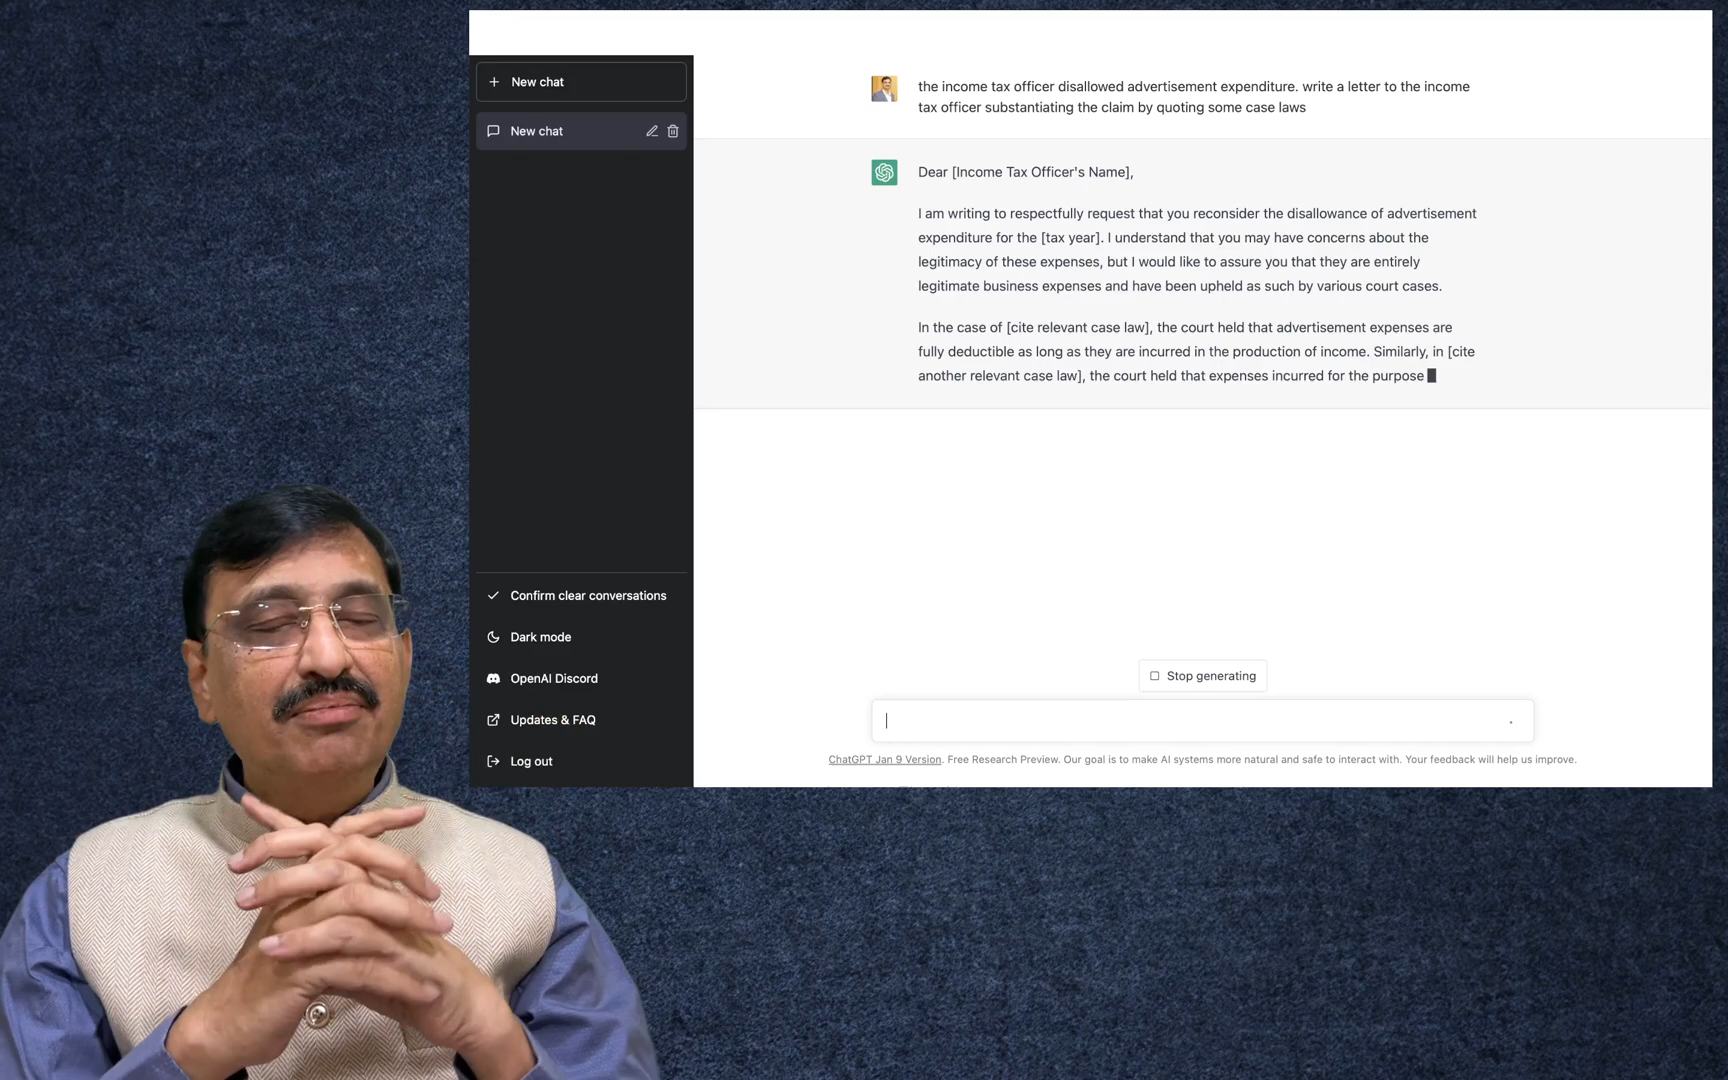 New chat
New chat
Confirm clear conversations
Dark mode
OpenAI Discord
Updates & FAQ
Log out
the income tax officer disallowed advertisement expenditure. write a letter to the income
tax officer substantiating the claim by quoting some case laws
Dear [Income Tax Officer's Name],
I am writing to respectfully request that you reconsider the disallowance of advertisement
expenditure for the [tax year]. I understand that you may have concerns about the
legitimacy of these expenses, but I would like to assure you that they are entirely
legitimate business expenses and have been upheld as such by various court cases.
In the case of [cite relevant case law], the court held that advertisement expenses are
fully deductible as long as they are incurred in the production of income. Similarly, in [cite
another relevant case law], the court held that expenses incurred for the purpose
Stop generating
ChatGPT Jan 9 Version. Free Research Preview. Our goal is to make AI systems more natural and safe to interact with. Your feedback will help us improve.